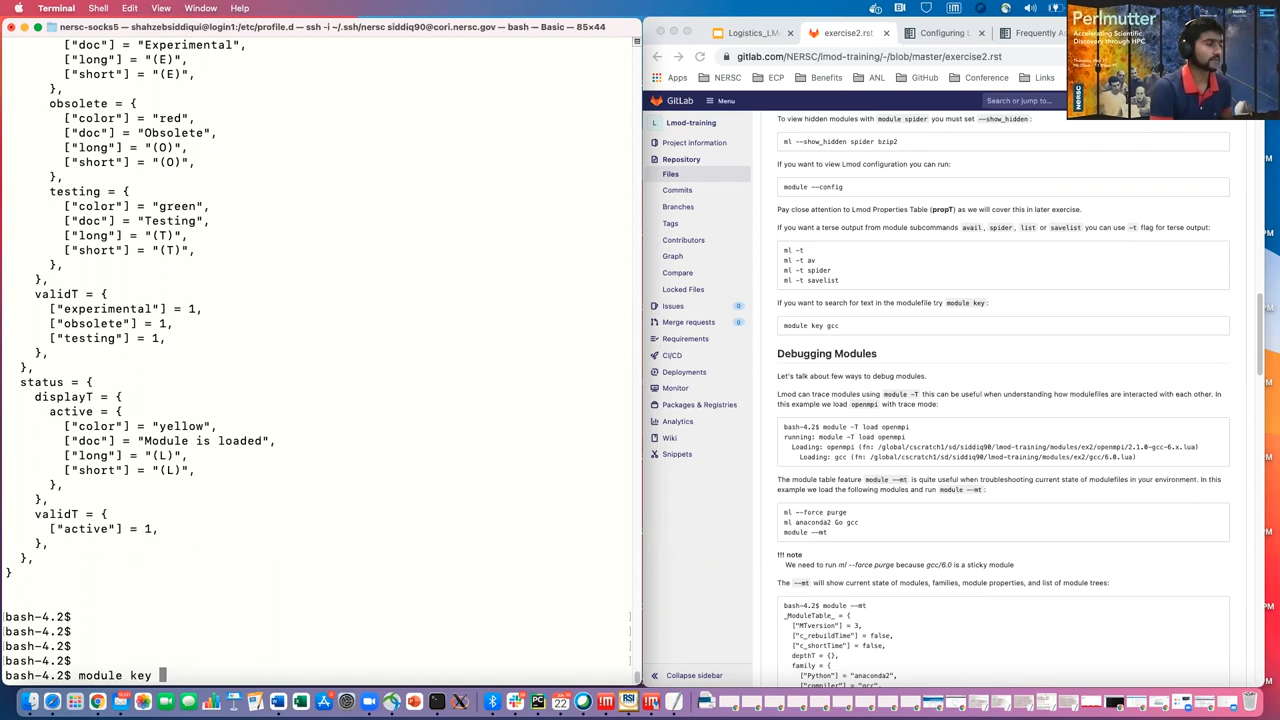 Terminal Shell Edit View Window Help
nersc-socks5 — shahzebsiddiqui@login1:/etc/profile.d — ssh -i ~/.ssh/nersc siddiq90@cori.nersc.gov — bash — Basic — 85×44
["doc"] = "Experimental",
["long"] = "(E)",
["short"] = "(E)",
},
obsolete = {
["color"] = "red",
["doc"] = "Obsolete",
["long"] = "(O)",
["short"] = "(O)",
},
testing = {
["color"] = "green",
["doc"] = "Testing",
["long"] = "(T)",
["short"] = "(T)",
},
},
validT = {
["experimental"] = 1,
["obsolete"] = 1,
["testing"] = 1,
},
},
status = {
displayT = {
active = {
["color"] = "yellow",
["doc"] = "Module is loaded",
["long"] = "(L)",
["short"] = "(L)",
},
},
validT = {
["active"] = 1,
},
},
}
bash-4.2$
bash-4.2$
bash-4.2$
bash-4.2$
bash-4.2$ module key
Logistics_LM
exercise2.rst
Configuring L
Frequently As
gitlab.com/NERSC/lmod-training/-/blob/master/exercise2.rst
Apps NERSC ECP Benefits ANL GitHub Conference Links
GitLab Menu Search or jump to...
L Lmod-training
Project information
Repository
Files
Commits
Branches
Tags
Contributors
Graph
Compare
Locked Files
Issues 0
Merge requests 0
Requirements
CI/CD
Deployments
Monitor
Packages & Registries
Analytics
Wiki
Snippets
Collapse sidebar
To view hidden modules with module spider you must set --show_hidden:
ml --show_hidden spider bzip2
If you want to view Lmod configuration you can run:
module --config
Pay close attention to Lmod Properties Table (propT) as we will cover this in later exercise.
If you want a terse output from module subcommands avail, spider, list or savelist you can use -t flag for terse output:
ml -t
ml -t av
ml -t spider
ml -t savelist
If you want to search for text in the modulefile try module key:
module key gcc
Debugging Modules
Let's talk about few ways to debug modules.
Lmod can trace modules using module -T this can be useful when understanding how modulefiles are interacted with each other. In
this example we load openmpi with trace mode:
bash-4.2$ module -T load openmpi
running: module -T load openmpi
Loading: openmpi (fn: /global/cscratch1/sd/siddiq90/lmod-training/modules/ex2/openmpi/2.1.0-gcc-6.x.lua)
Loading: gcc (fn: /global/cscratch1/sd/siddiq90/lmod-training/modules/ex2/gcc/6.0.lua)
The module table feature module --mt is quite useful when troubleshooting current state of modulefiles in your environment. In this
example we load the following modules and run module --mt:
ml --force purge
ml anaconda2 Go gcc
module --mt
!!! note
We need to run ml --force purge because gcc/6.0 is a sticky module
The --mt will show current state of modules, families, module properties, and list of module trees:
bash-4.2$ module --mt
_ModuleTable_ = {
["MTversion"] = 3,
["c_rebuildTime"] = false,
["c_shortTime"] = false,
depthT = {},
family = {
["Python"] = "anaconda2",
["compiler"] = "gcc",
Perlmutter
Accelerating Scientific
Discovery through HPC
NERSC